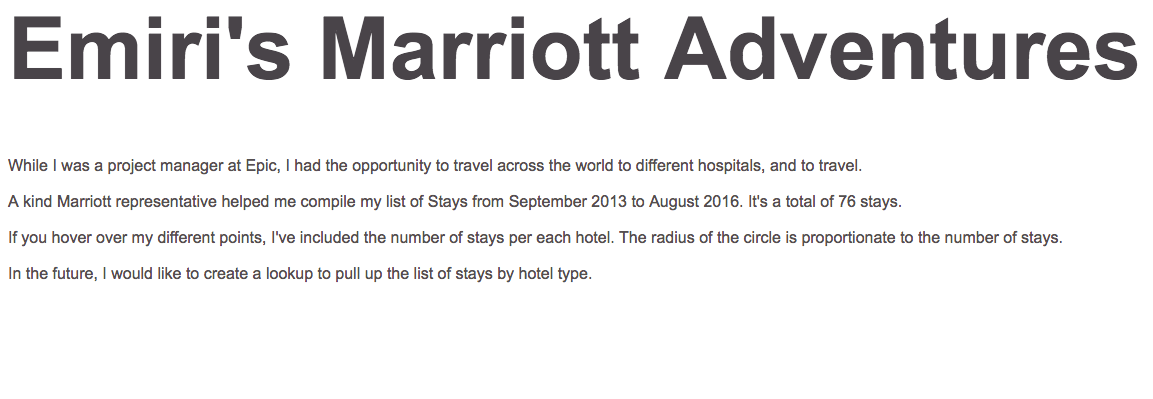 Emiri's Marriott Adventures
While I was a project manager at Epic, I had the opportunity to travel across the world to different hospitals, and to travel.
A kind Marriott representative helped me compile my list of Stays from September 2013 to August 2016. It's a total of 76 stays.
If you hover over my different points, I've included the number of stays per each hotel. The radius of the circle is proportionate to the number of stays.
In the future, I would like to create a lookup to pull up the list of stays by hotel type.